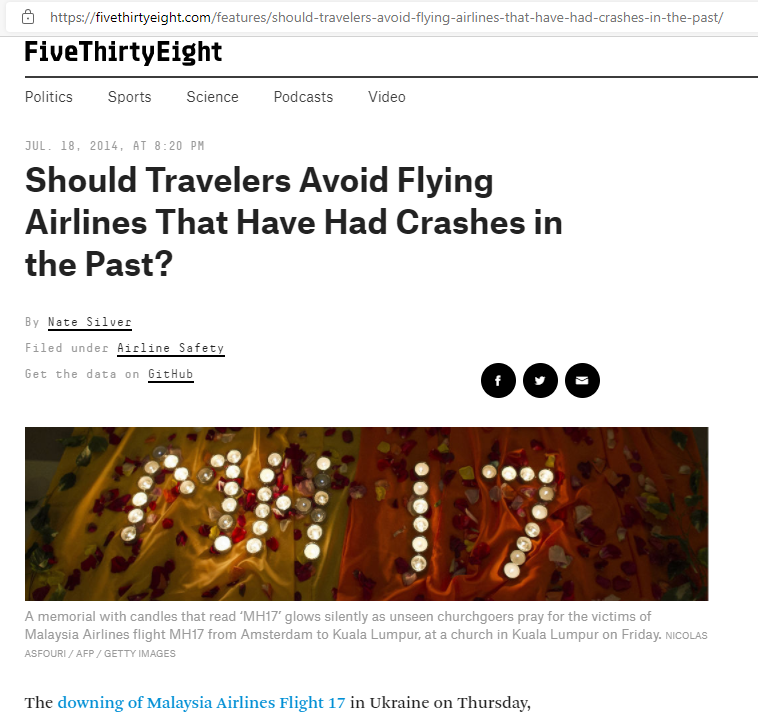 https://fivethirtyeight.com/features/should-travelers-avoid-flying-airlines-that-have-had-crashes-in-the-past/
FiveThirtyEight
Politics Sports Science Podcasts Video
JUL. 18, 2014, AT 8:20 PM
Should Travelers Avoid Flying
Airlines That Have Had Crashes in
the Past?
By Nate Silver
Filed under Airline Safety
Get the data on GitHub
f
MH17
A memorial with candles that read ‘MH17’ glows silently as unseen churchgoers pray for the victims of
Malaysia Airlines flight MH17 from Amsterdam to Kuala Lumpur, at a church in Kuala Lumpur on Friday. NICOLAS
ASFOURI / AFP / GETTY IMAGES
The downing of Malaysia Airlines Flight 17 in Ukraine on Thursday,